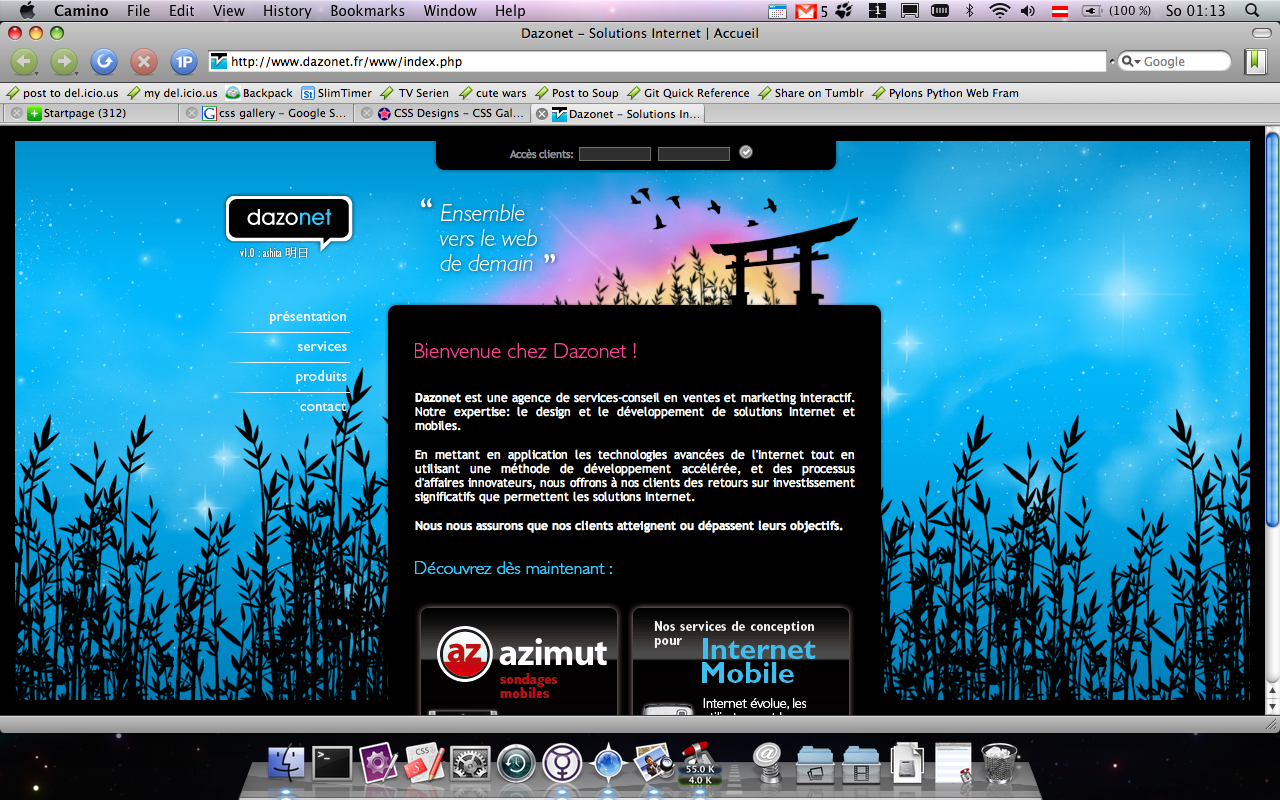 Camino File Edit View History Bookmarks Window Help 5 1 (100 %) So 01:13
Dazonet – Solutions Internet | Accueil
1P http://www.dazonet.fr/www/index.php Google
post to del.icio.us my del.icio.us Backpack St SlimTimer TV Serien cute wars Post to Soup Git Quick Reference Share on Tumblr Pylons Python Web Fram
Startpage (312) css gallery – Google S... CSS Designs – CSS Gal... Dazonet – Solutions In...
Accès clients:
dazonet
v1.0 : ashita 明日
“ Ensemble
vers le web
de demain ”
présentation
services
produits
contact
Bienvenue chez Dazonet !
Dazonet est une agence de services-conseil en ventes et marketing interactif.
Notre expertise: le design et le développement de solutions Internet et
mobiles.
En mettant en application les technologies avancées de l'Internet tout en
utilisant une méthode de développement accélérée, et des processus
d'affaires innovateurs, nous offrons à nos clients des retours sur investissement
significatifs que permettent les solutions Internet.
Nous nous assurons que nos clients atteignent ou dépassent leurs objectifs.
Découvrez dès maintenant :
az azimut
sondages
mobiles
Nos services de conception
pour Internet
Mobile
Internet évolue, les
CSS
55.0 K
4.0 K